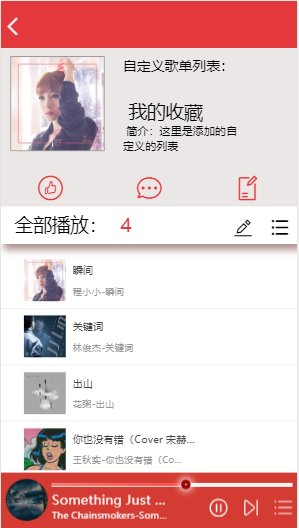 自定义歌单列表：
我的收藏
简介：这里是添加的自
定义的列表
全部播放： 4
瞬间
程小小-瞬间
关键词
林俊杰-关键词
出山
花粥-出山
你也没有错（Cover 宋赫...
王秋实-你也没有错（Co...
Something Just ...
The Chainsmokers-Som...